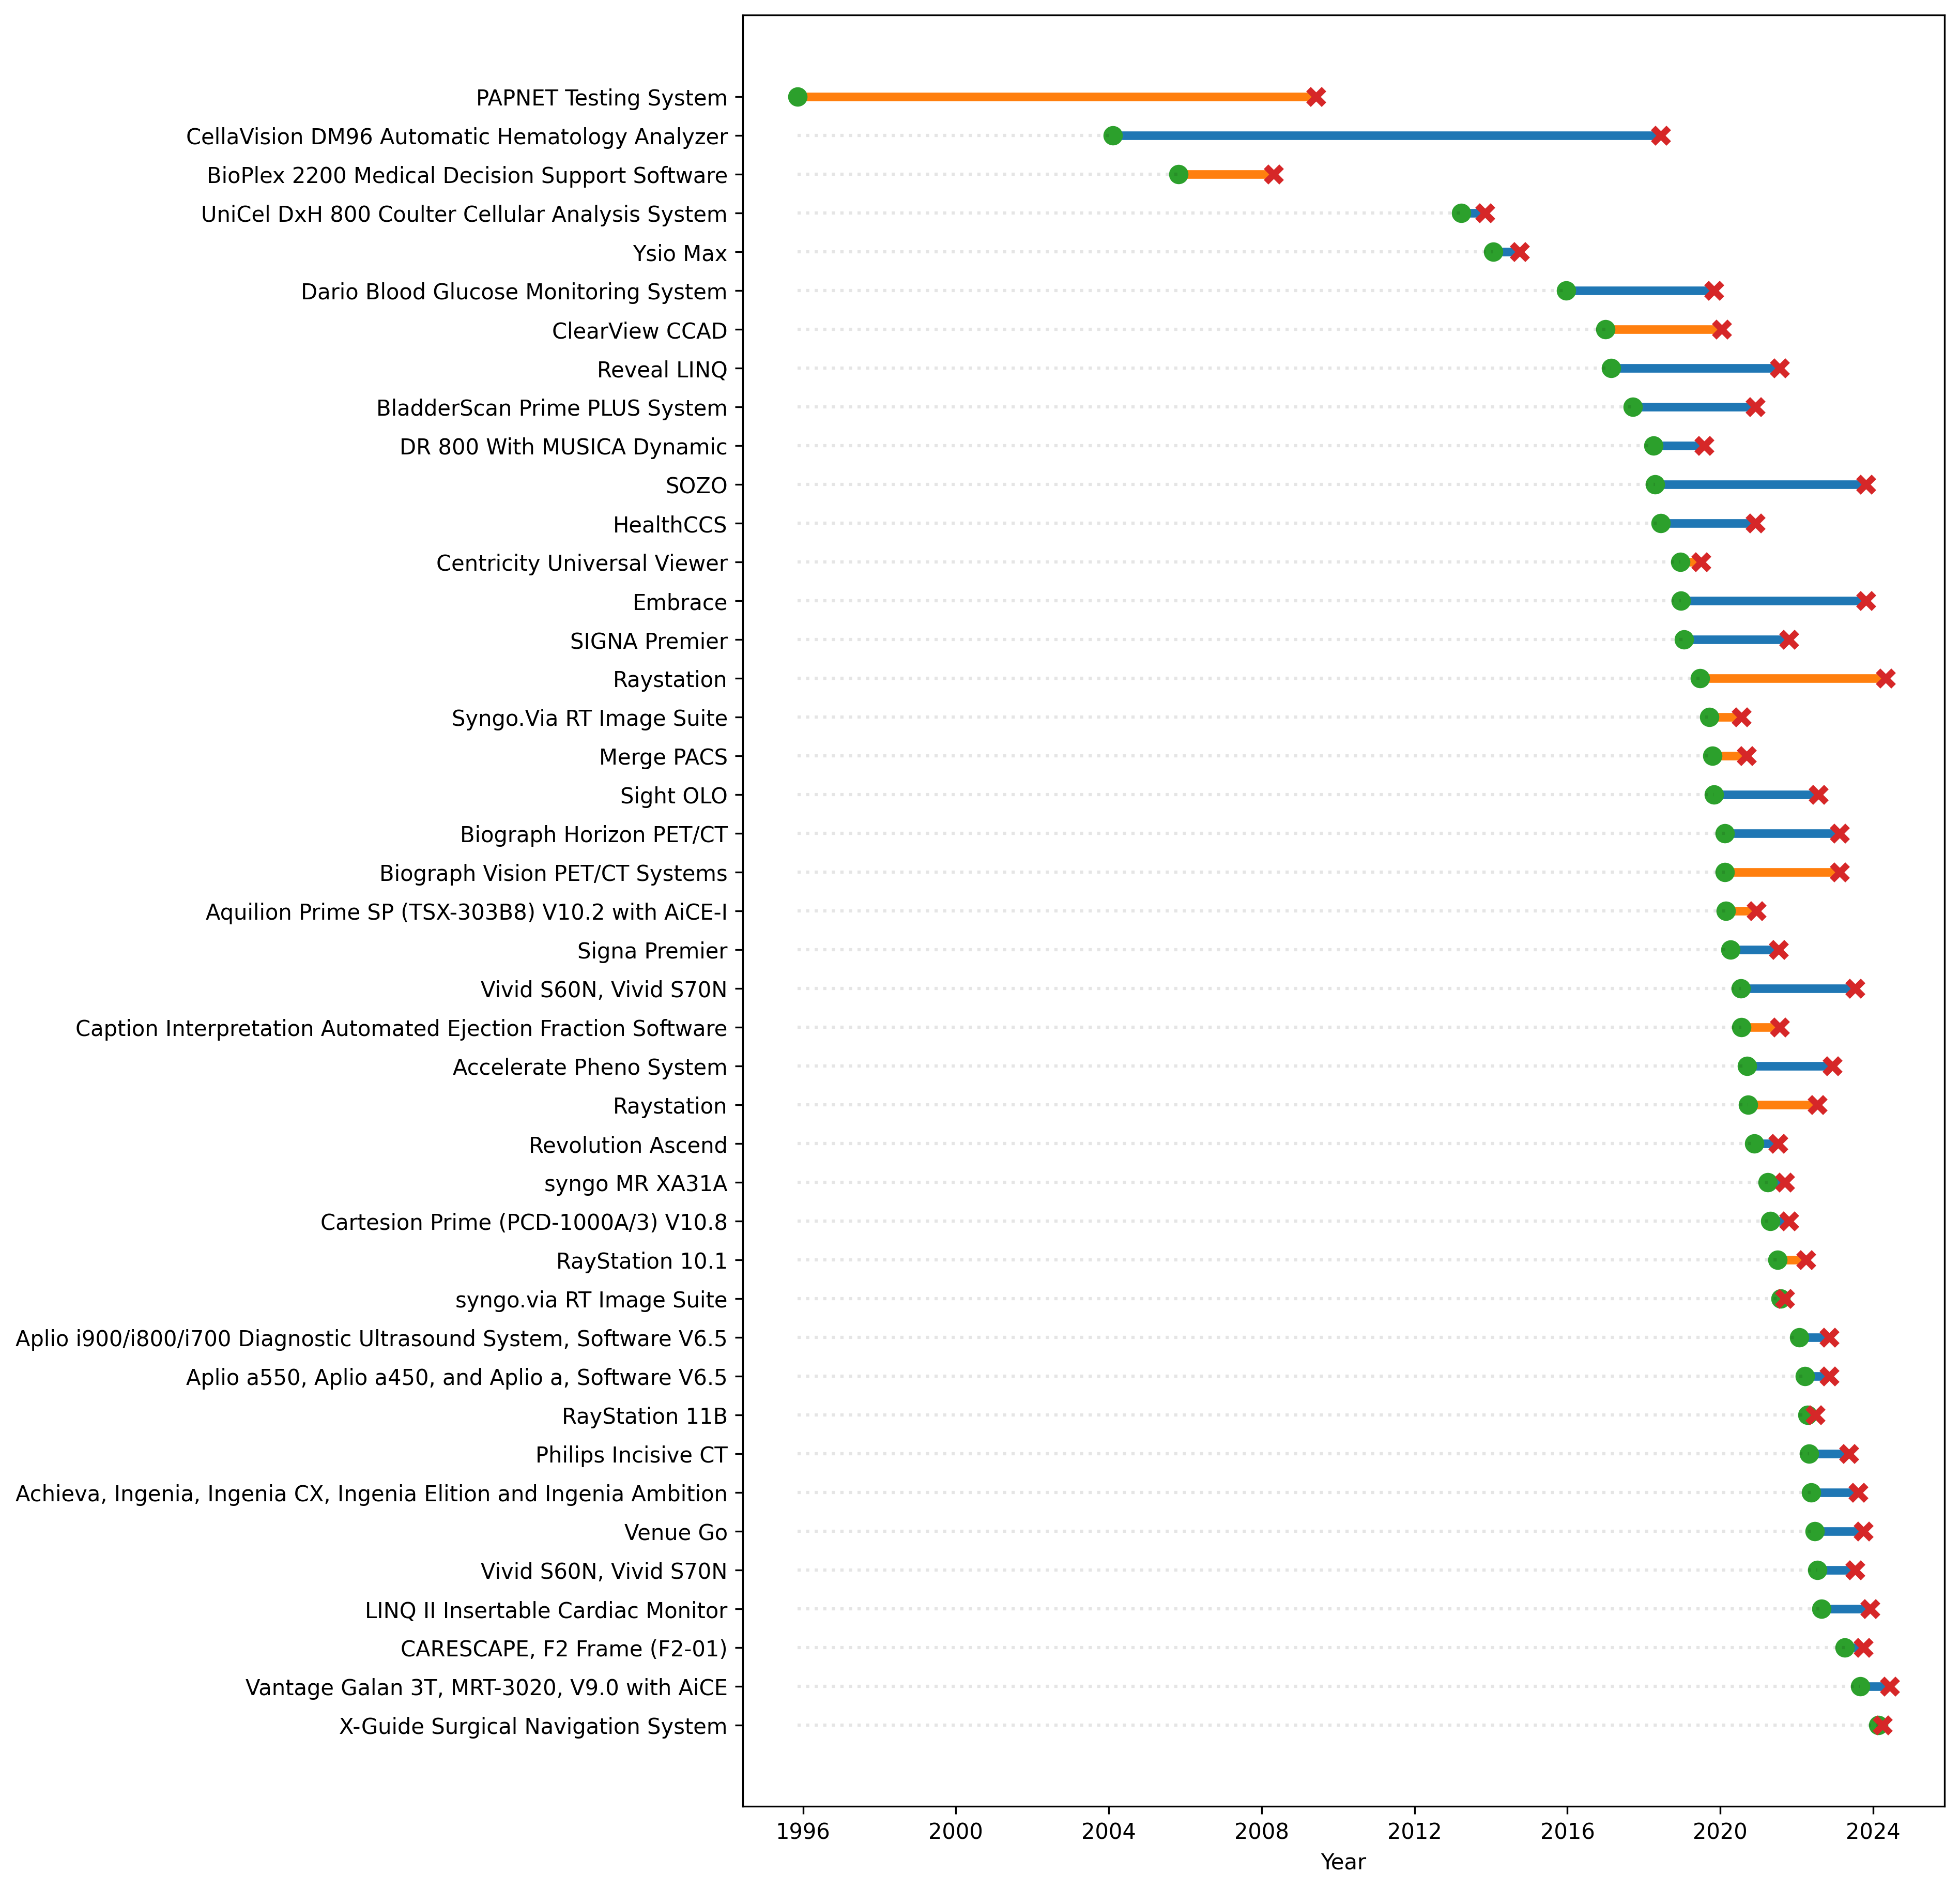 PAPNET Testing System
CellaVision DM96 Automatic Hematology Analyzer
BioPlex 2200 Medical Decision Support Software
UniCel DxH 800 Coulter Cellular Analysis System
Ysio Max
Dario Blood Glucose Monitoring System
ClearView CCAD
Reveal LINQ
BladderScan Prime PLUS System
DR 800 With MUSICA Dynamic
SOZO
HealthCCS
Centricity Universal Viewer
Embrace
SIGNA Premier
Raystation
Syngo.Via RT Image Suite
Merge PACS
Sight OLO
Biograph Horizon PET/CT
Biograph Vision PET/CT Systems
Aquilion Prime SP (TSX-303B8) V10.2 with AiCE-I
Signa Premier
Vivid S60N, Vivid S70N
Caption Interpretation Automated Ejection Fraction Software
Accelerate Pheno System
Raystation
Revolution Ascend
syngo MR XA31A
Cartesion Prime (PCD-1000A/3) V10.8
RayStation 10.1
syngo.via RT Image Suite
Aplio i900/i800/i700 Diagnostic Ultrasound System, Software V6.5
Aplio a550, Aplio a450, and Aplio a, Software V6.5
RayStation 11B
Philips Incisive CT
Achieva, Ingenia, Ingenia CX, Ingenia Elition and Ingenia Ambition
Venue Go
Vivid S60N, Vivid S70N
LINQ II Insertable Cardiac Monitor
CARESCAPE, F2 Frame (F2-01)
Vantage Galan 3T, MRT-3020, V9.0 with AiCE
X-Guide Surgical Navigation System
1996 2000 2004 2008 2012 2016 2020 2024
Year